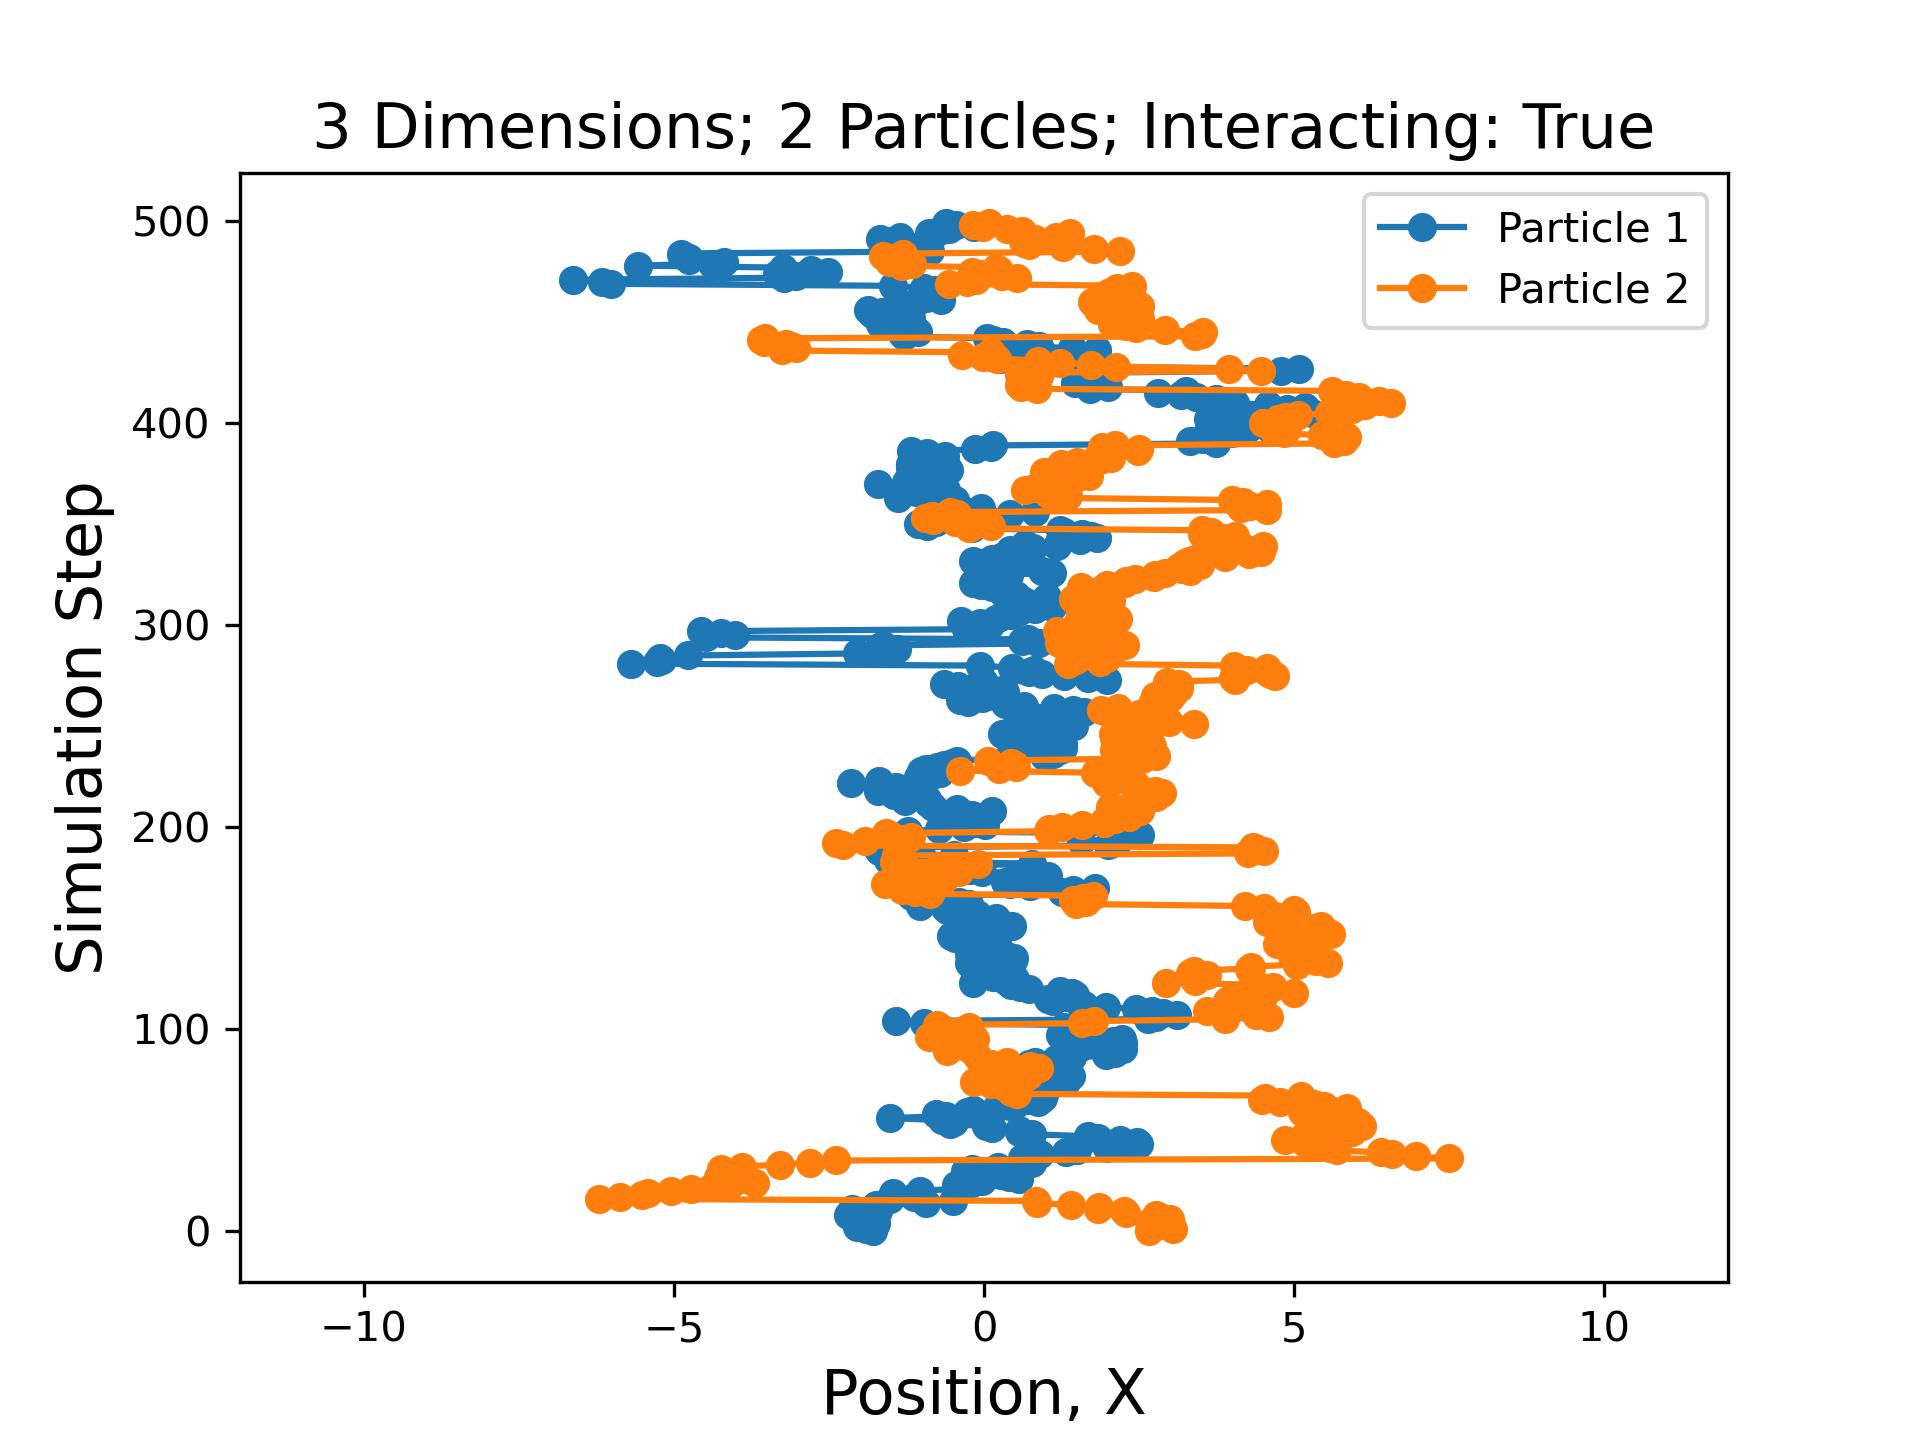 3 Dimensions; 2 Particles; Interacting: True
Particle 1
Particle 2
Simulation Step
500
400
300
200
100
0
−10
−5
0
5
10
Position, X